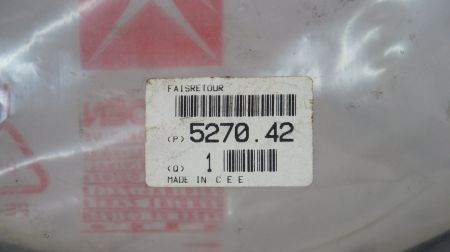 FAISRETOUR
(P) 5270.42
(Q) 1
MADE IN C E E